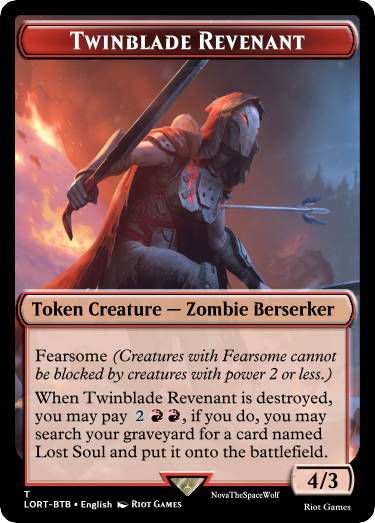 Twinblade Revenant
Token Creature — Zombie Berserker
Fearsome (Creatures with Fearsome cannot
be blocked by creatures with power 2 or less.)
When Twinblade Revenant is destroyed,
you may pay 2 R R, if you do, you may
search your graveyard for a card named
Lost Soul and put it onto the battlefield.
4/3
T
LORT-BTB • English Riot Games
NovaTheSpaceWolf
Riot Games